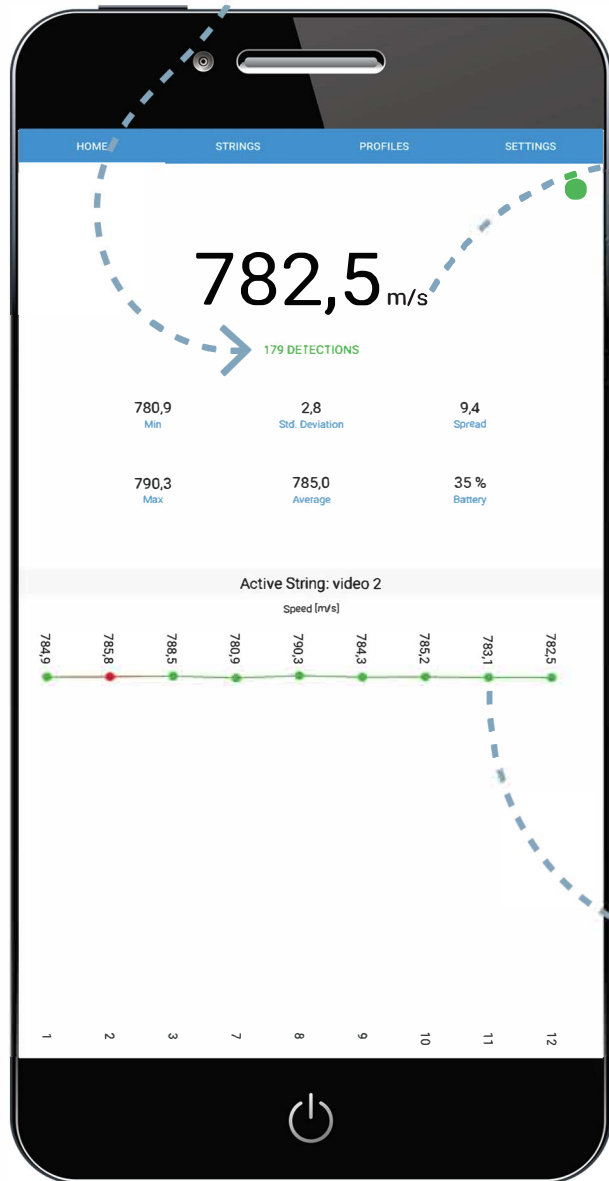 HOME STRINGS PROFILES SETTINGS
782,5 m/s
179 DETECTIONS
780,9 2,8 9,4
Min Std. Deviation Spread
790,3 785,0 35 %
Max Average Battery
Active String: video 2
Speed [m/s]
784,9 785,8 788,5 780,9 790,3 784,3 785,2 783,1 782,5
1 2 3 7 8 9 10 11 12